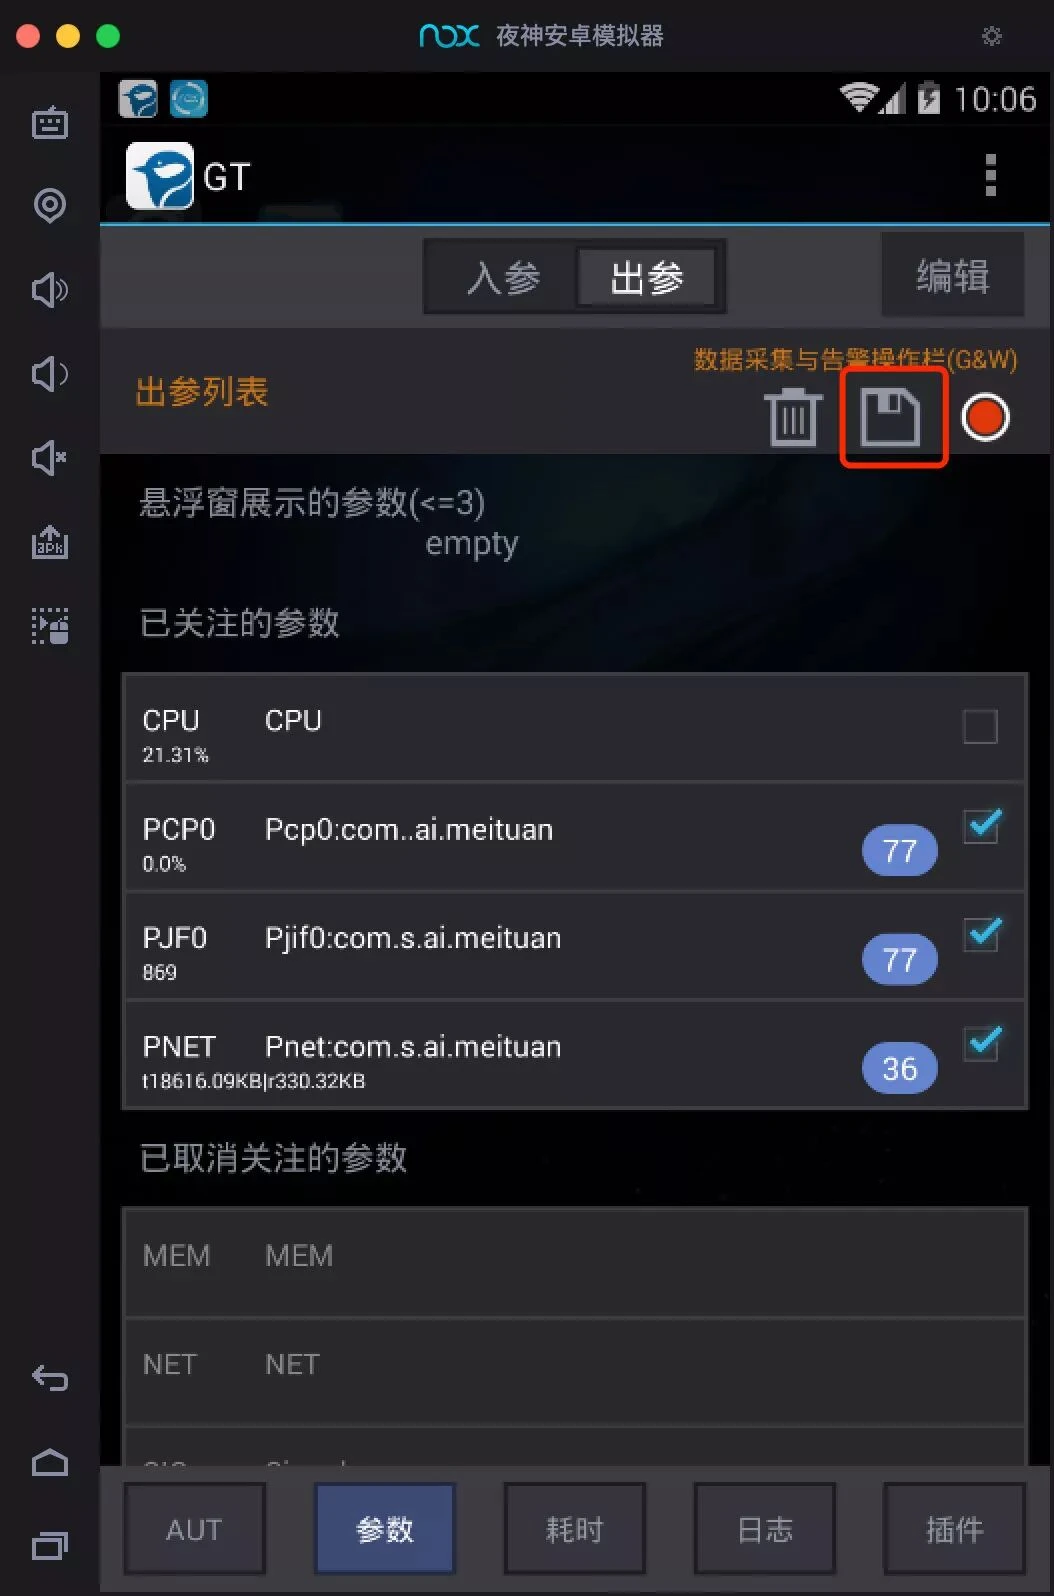 nox 夜神安卓模拟器
10:06
GT
入参 出参 编辑
数据采集与告警操作栏(G&W)
出参列表
悬浮窗展示的参数(<=3)
empty
已关注的参数
CPU CPU
21.31%
PCP0 Pcp0:com..ai.meituan
0.0%
77
PJF0 Pjif0:com.s.ai.meituan
869
77
PNET Pnet:com.s.ai.meituan
t18616.09KB|r330.32KB
36
已取消关注的参数
MEM MEM
NET NET
AUT 参数 耗时 日志 插件
apk